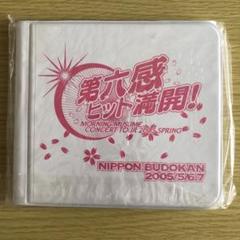 第六感
ヒット満開!
MORNING MUSUME。
CONCERT TOUR 2005 SPRING
NIPPON BUDOKAN
2005/5/6,7